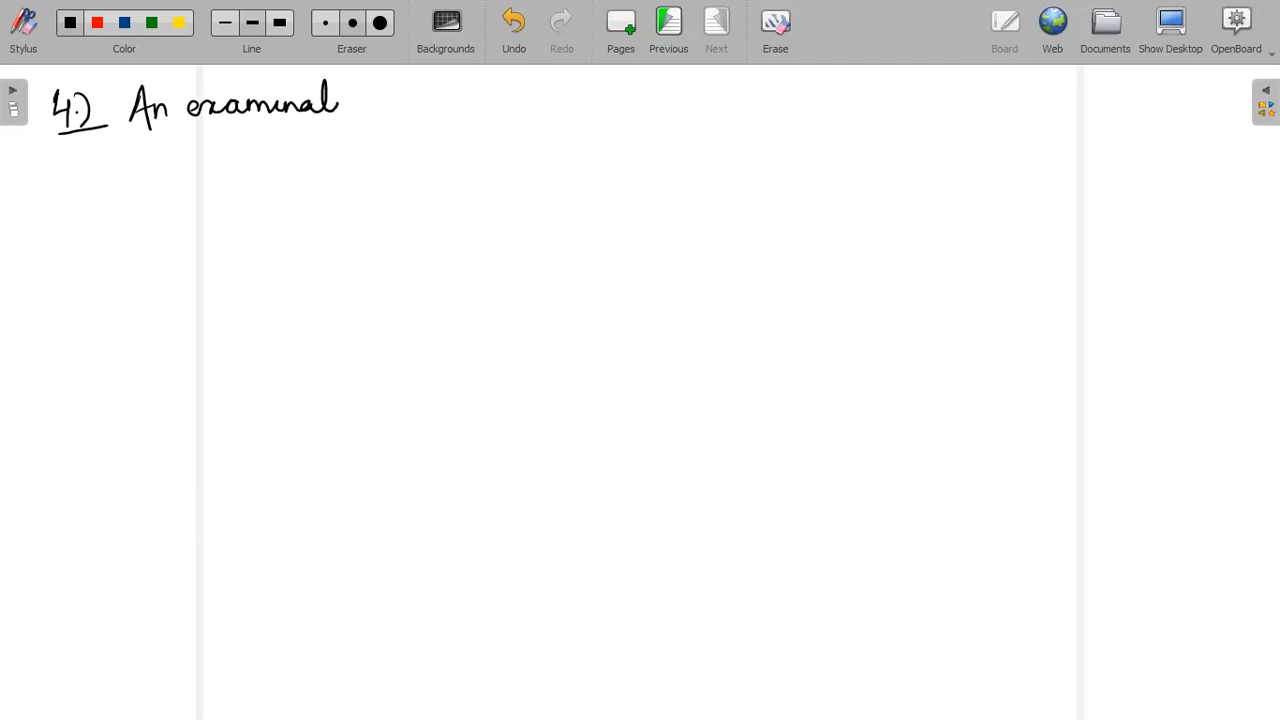 Stylus Color Line Eraser Backgrounds Undo Redo Pages Previous Next Erase Board Web Documents Show Desktop OpenBoard
4.) An examinal